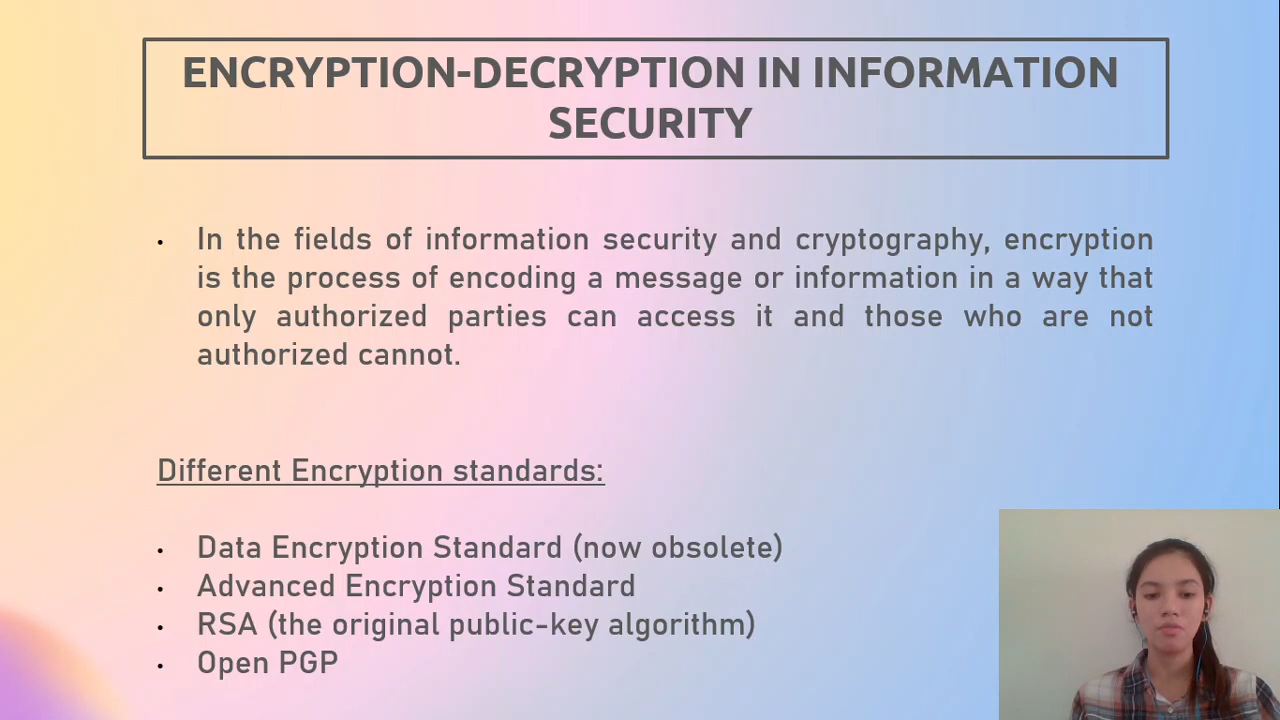 ENCRYPTION-DECRYPTION IN INFORMATION
SECURITY
• In the fields of information security and cryptography, encryption
is the process of encoding a message or information in a way that
only authorized parties can access it and those who are not
authorized cannot.
Different Encryption standards:
• Data Encryption Standard (now obsolete)
• Advanced Encryption Standard
• RSA (the original public-key algorithm)
• Open PGP